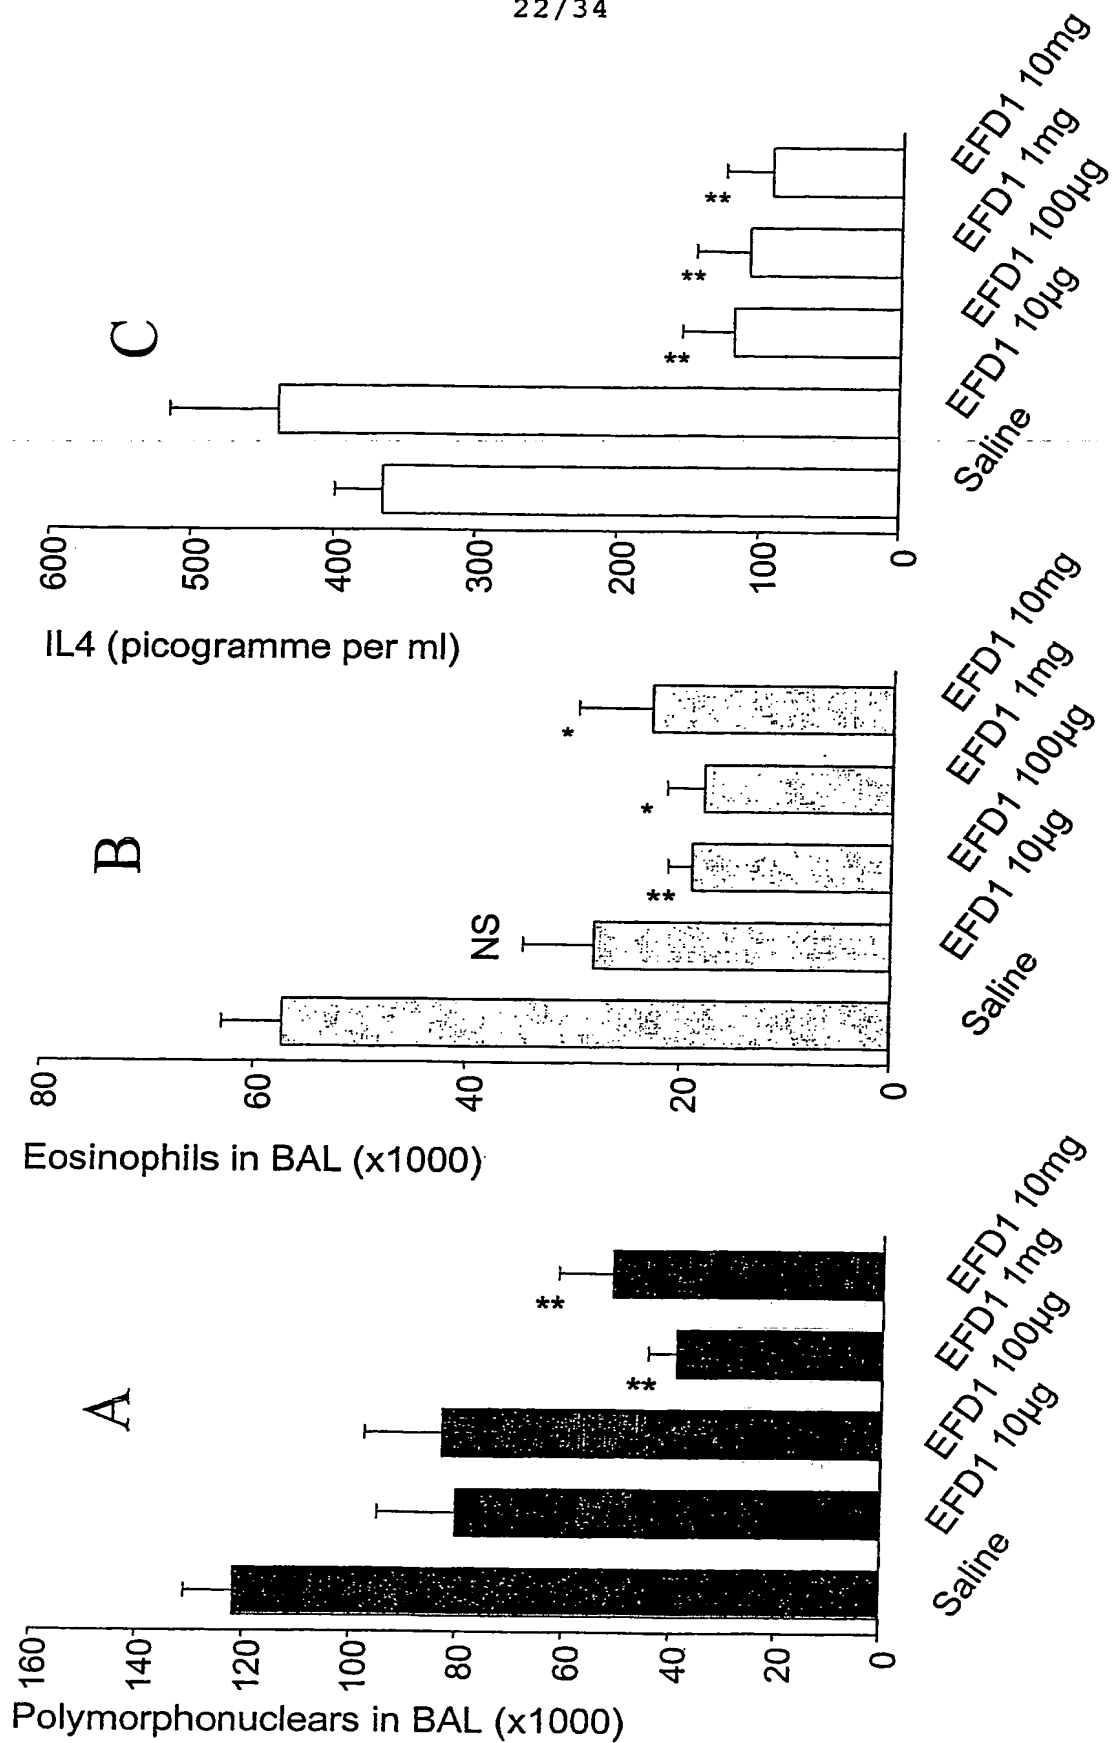 22/34
C
IL4 (picogramme per ml)
600
500
400
300
200
100
0
**
**
**
Saline
EFD1 10µg
EFD1 100µg
EFD1 1mg
EFD1 10mg
B
Eosinophils in BAL (x1000)
80
60
40
20
0
NS
**
*
*
Saline
EFD1 10µg
EFD1 100µg
EFD1 1mg
EFD1 10mg
A
Polymorphonuclears in BAL (x1000)
160
140
120
100
80
60
40
20
0
**
**
Saline
EFD1 10µg
EFD1 100µg
EFD1 1mg
EFD1 10mg